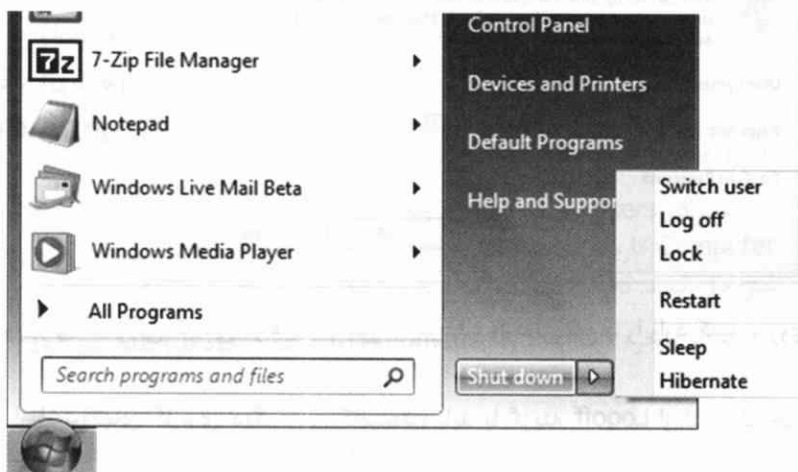 7-Zip File Manager
Notepad
Windows Live Mail Beta
Windows Media Player
All Programs
Search programs and files
Control Panel
Devices and Printers
Default Programs
Help and Suppor
Shut down
Switch user
Log off
Lock
Restart
Sleep
Hibernate